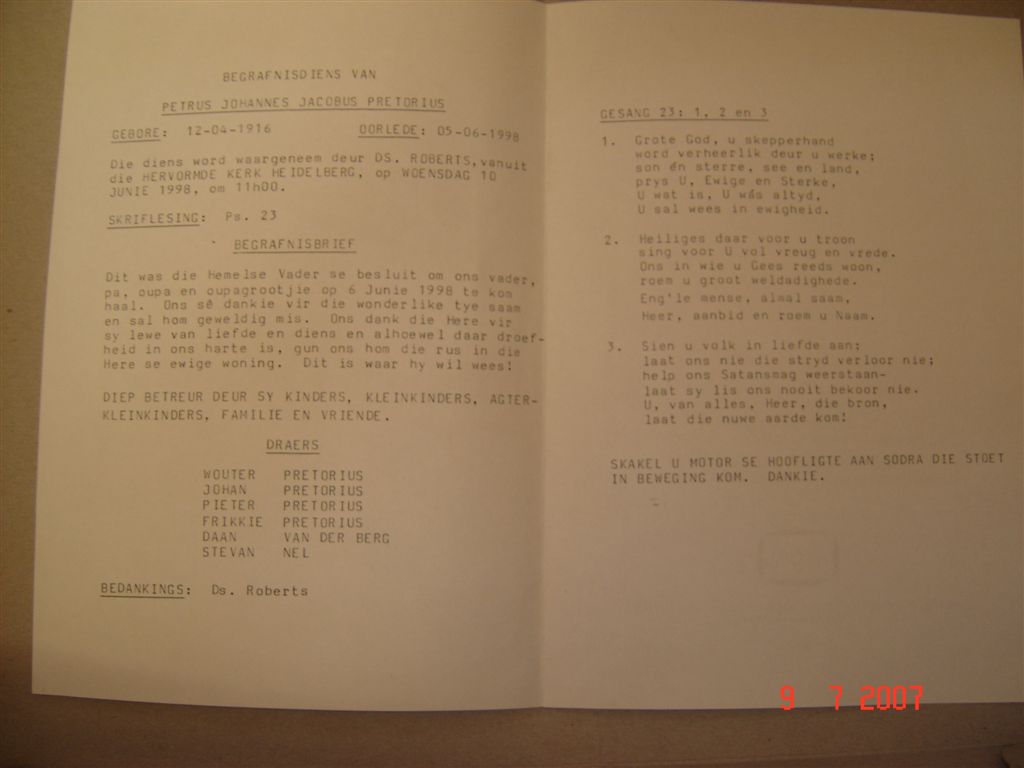 BEGRAFNISDIENS VAN
PETRUS JOHANNES JACOBUS PRETORIUS
GEBORE: 12-04-1916 OORLEDE: 05-06-1998
Die diens word waargeneem deur DS. ROBERTS, vanuit
die HERVORMDE KERK HEIDELBERG, op WOENSDAG 10
JUNIE 1998, om 11h00.
SKRIFLESING: Ps. 23
BEGRAFNISBRIEF
Dit was die Hemelse Vader se besluit om ons vader,
pa, oupa en oupagrootjie op 6 Junie 1998 te kom
haal. Ons sê dankie vir die wonderlike tye saam
en sal hom geweldig mis. Ons dank die Here vir
sy lewe van liefde en diens en alhoewel daar droef-
heid in ons harte is, gun ons hom die rus in die
Here se ewige woning. Dit is waar hy wil wees!
DIEP BETREUR DEUR SY KINDERS, KLEINKINDERS, AGTER-
KLEINKINDERS, FAMILIE EN VRIENDE.
DRAERS
WOUTER PRETORIUS
JOHAN PRETORIUS
PIETER PRETORIUS
FRIKKIE PRETORIUS
DAAN VAN DER BERG
STEVAN NEL
BEDANKINGS: Ds. Roberts
GESANG 23: 1, 2 en 3
1. Grote God, u skepperhand
word verheerlik deur u werke;
son én sterre, see en land,
prys U, Ewige en Sterke,
U wat is, U wás altyd,
U sal wees in ewigheid.
2. Heiliges daar voor u troon
sing voor U vol vreug en vrede.
Ons in wie u Gees reeds woon,
roem u groot weldadighede.
Eng'le mense, almal saam,
Heer, aanbid en roem u Naam.
3. Sien u volk in liefde aan;
laat ons nie die stryd verloor nie;
help ons Satansmag weerstaan-
laat sy lis ons nooit bekoor nie.
U, van alles, Heer, die bron,
laat die nuwe aarde kom!
SKAKEL U MOTOR SE HOOFLIGTE AAN SODRA DIE STOET
IN BEWEGING KOM. DANKIE.
9 7 2007